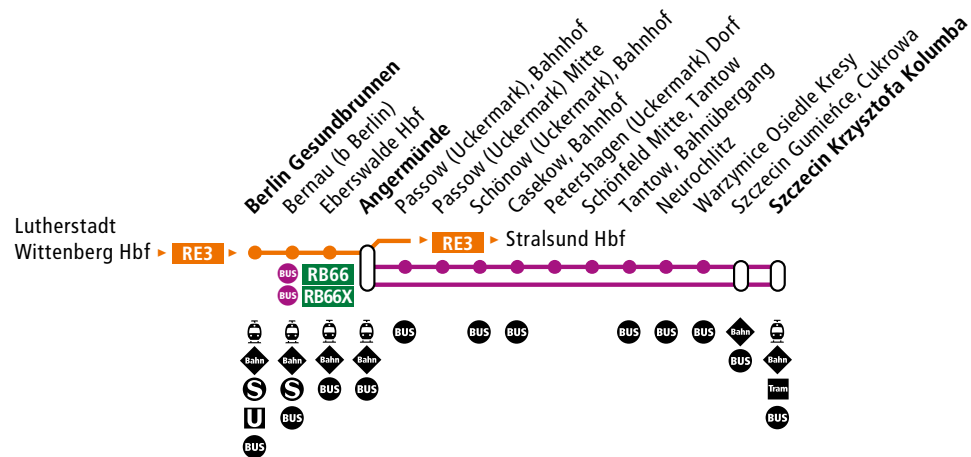 Berlin Gesundbrunnen
Bernau (b Berlin)
Eberswalde Hbf
Angermünde
Passow (Uckermark), Bahnhof
Passow (Uckermark) Mitte
Schönow (Uckermark), Bahnhof
Casekow, Bahnhof
Petershagen (Uckermark) Dorf
Schönfeld Mitte, Tantow
Tantow, Bahnübergang
Neurochlitz
Warzymice Osiedle Kresy
Szczecin Gumieńce, Cukrowa
Szczecin Krzysztofa Kolumba
Lutherstadt
Wittenberg Hbf RE3 RE3 Stralsund Hbf
BUS RB66
BUS RB66X
BUS BUS BUS BUS BUS BUS Bahn
Bahn Bahn Bahn Bahn BUS Bahn
S S BUS BUS Tram
U BUS BUS
BUS